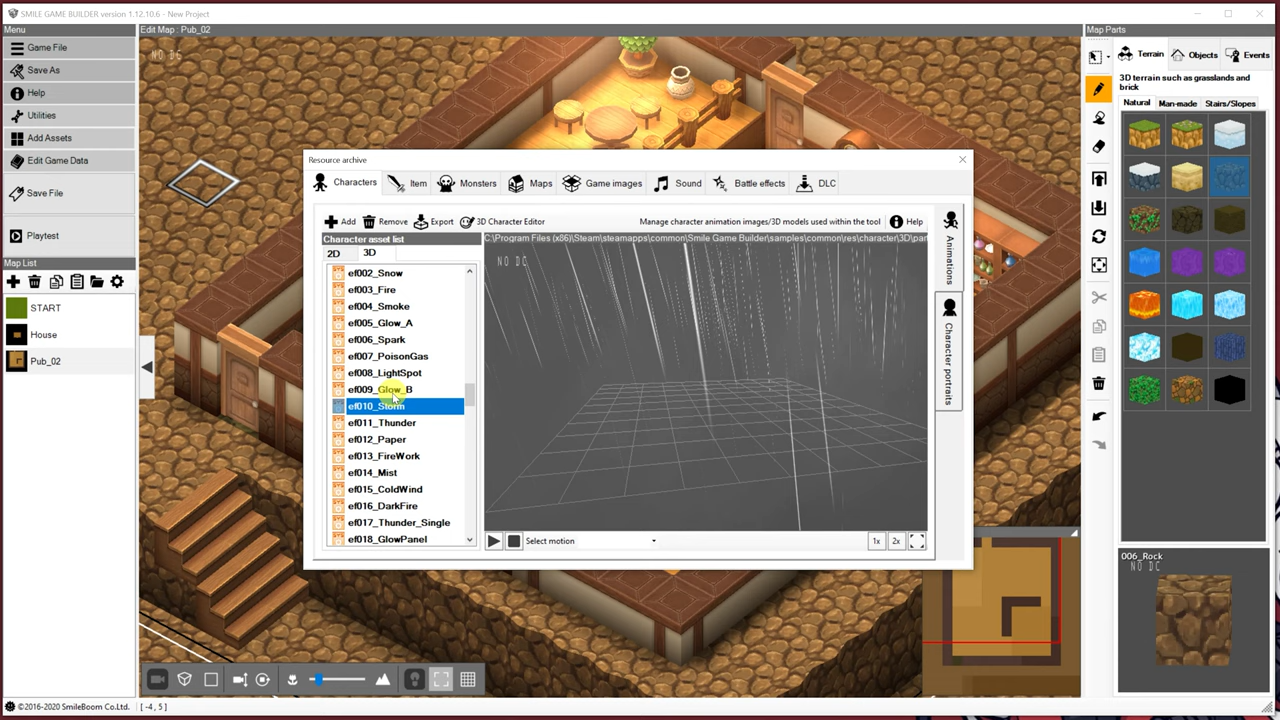 SMILE GAME BUILDER version 1.12.10.6 - New Project
Menu
Game File
Save As
Help
Utilities
Add Assets
Edit Game Data
Save File
Playtest
Map List
START
House
Pub_02
Edit Map : Pub_02
NO DC
Resource archive
Characters
Item
Monsters
Maps
Game images
Sound
Battle effects
DLC
Add
Remove
Export
3D Character Editor
Manage character animation images/3D models used within the tool
Help
Character asset list
2D
3D
ef002_Snow
ef003_Fire
ef004_Smoke
ef005_Glow_A
ef006_Spark
ef007_PoisonGas
ef008_LightSpot
ef009_Glow_B
ef010_Storm
ef011_Thunder
ef012_Paper
ef013_FireWork
ef014_Mist
ef015_ColdWind
ef016_DarkFire
ef017_Thunder_Single
ef018_GlowPanel
C:\Program Files (x86)\Steam\steamapps\common\Smile Game Builder\samples\common\res\character\3D\part
NO DC
Select motion
1x
2x
Animations
Character portraits
Map Parts
Terrain
Objects
Events
3D terrain such as grasslands and
brick
Natural
Man-made
Stairs/Slopes
006_Rock
NO DC
©2016-2020 SmileBoom Co.Ltd.
[ -4 , 5 ]